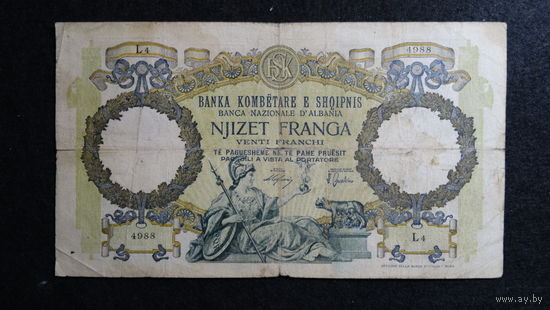 L4
4988
BSK
BANKA KOMBËTARE E SHQIPNIS
BANCA NAZIONALE D'ALBANIA
NJIZET FRANGA
VENTI FRANCHI
TË PAGUESHEME NË TË PAME PRUËSIT
PAGABILI A VISTA AL PORTATORE
4988
L4
ay.by